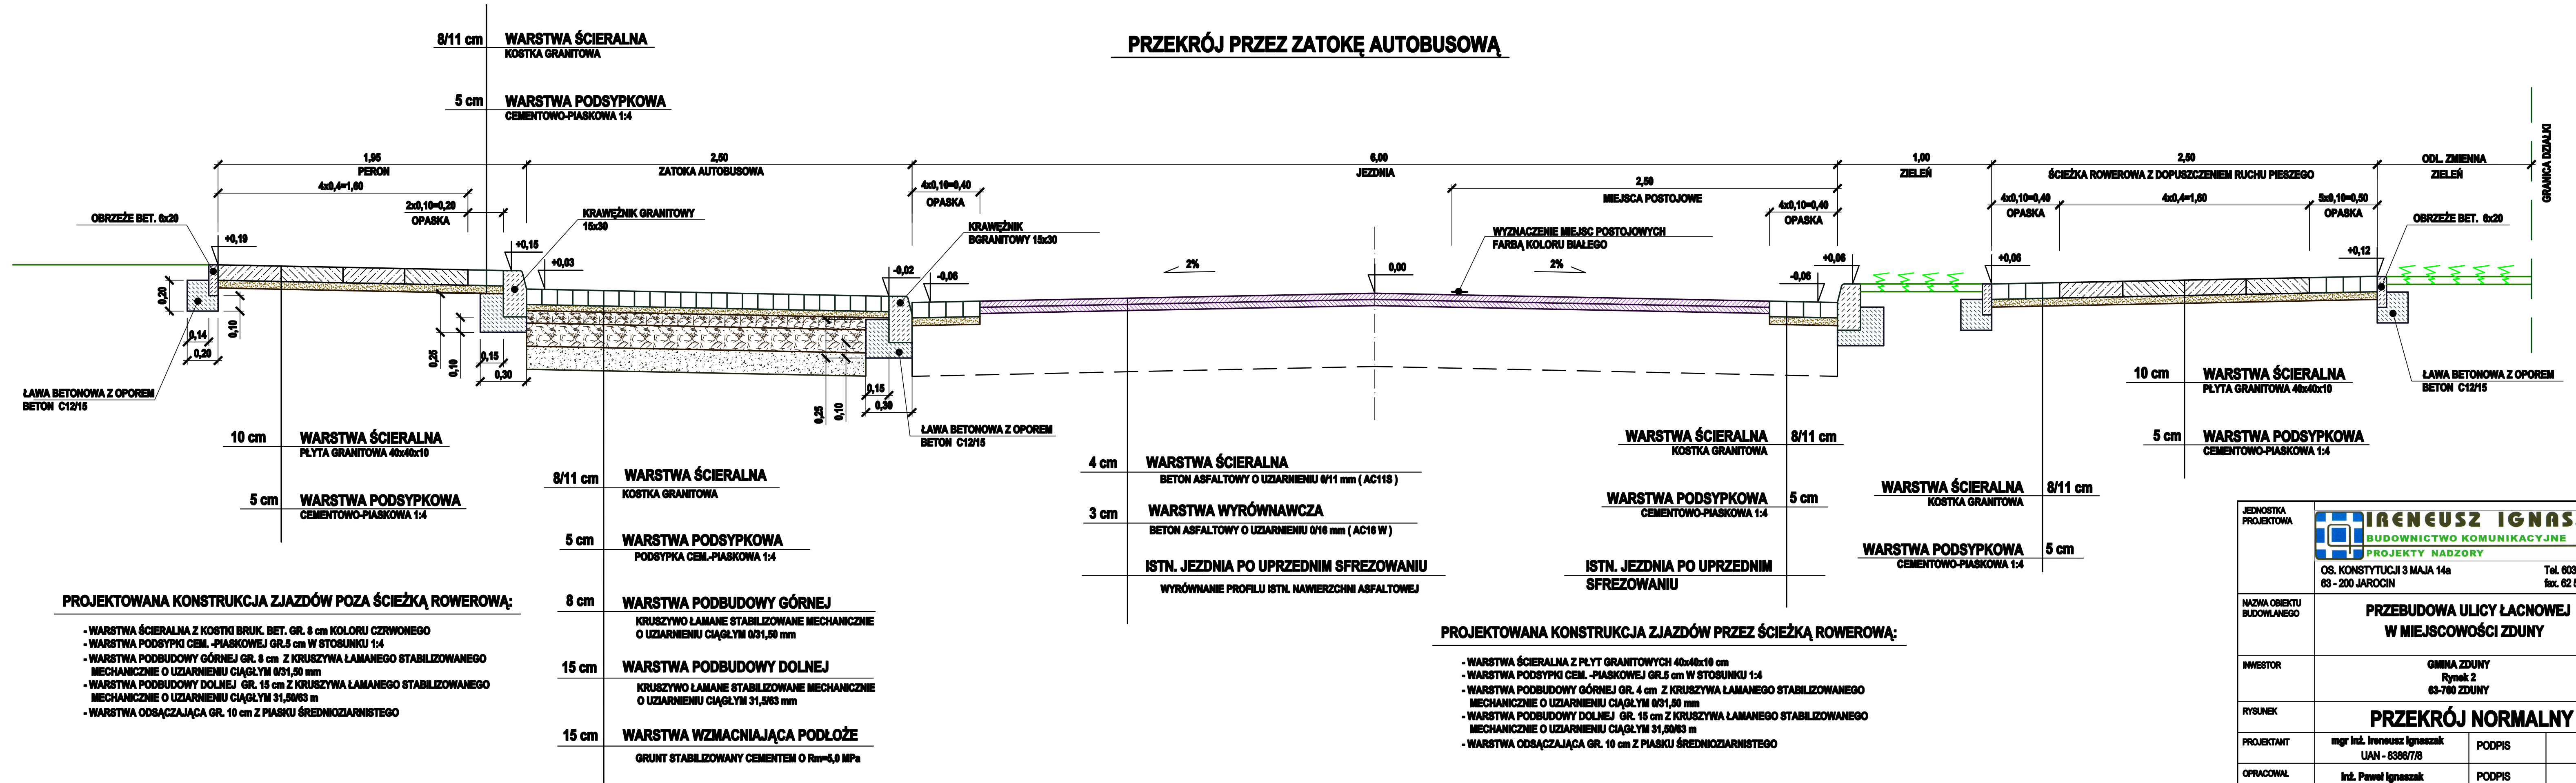 PRZEKRÓJ PRZEZ ZATOKĘ AUTOBUSOWĄ
8/11 cm WARSTWA ŚCIERALNA
KOSTKA GRANITOWA
5 cm WARSTWA PODSYPKOWA
CEMENTOWO-PIASKOWA 1:4
1,95
PERON
2,50
ZATOKA AUTOBUSOWA
6,00
JEZDNIA
1,00
ZIELEŃ
2,50
ŚCIEŻKA ROWEROWA Z DOPUSZCZENIEM RUCHU PIESZEGO
ODL. ZMIENNA
ZIELEŃ
GRANICA DZIAŁKI
4x0,4=1,60
2x0,10=0,20
OPASKA
4x0,10=0,40
OPASKA
2,50
MIEJSCA POSTOJOWE
4x0,10=0,40
OPASKA
4x0,10=0,40
OPASKA
4x0,4=1,60
5x0,10=0,50
OPASKA
OBRZEŻE BET. 6x20
KRAWĘŻNIK GRANITOWY
15x30
KRAWĘŻNIK
BGRANITOWY 15x30
WYZNACZENIE MIEJSC POSTOJOWYCH
FARBĄ KOLORU BIAŁEGO
OBRZEŻE BET. 6x20
+0,19
+0,15
+0,03
-0,02
-0,06
2%
0,00
2%
-0,06
+0,06
+0,06
+0,12
0,20
0,14
0,20
0,10
0,25
0,10
0,15
0,30
0,25
0,10
0,15
0,30
ŁAWA BETONOWA Z OPOREM
BETON C12/15
ŁAWA BETONOWA Z OPOREM
BETON C12/15
ŁAWA BETONOWA Z OPOREM
BETON C12/15
10 cm WARSTWA ŚCIERALNA
PŁYTA GRANITOWA 40x40x10
5 cm WARSTWA PODSYPKOWA
CEMENTOWO-PIASKOWA 1:4
8/11 cm WARSTWA ŚCIERALNA
KOSTKA GRANITOWA
5 cm WARSTWA PODSYPKOWA
PODSYPKA CEM.-PIASKOWA 1:4
8 cm WARSTWA PODBUDOWY GÓRNEJ
KRUSZYWO ŁAMANE STABILIZOWANE MECHANICZNIE
O UZIARNIENIU CIĄGŁYM 0/31,50 mm
15 cm WARSTWA PODBUDOWY DOLNEJ
KRUSZYWO ŁAMANE STABILIZOWANE MECHANICZNIE
O UZIARNIENIU CIĄGŁYM 31,5/63 mm
15 cm WARSTWA WZMACNIAJĄCA PODŁOŻE
GRUNT STABILIZOWANY CEMENTEM O Rm=5,0 MPa
4 cm WARSTWA ŚCIERALNA
BETON ASFALTOWY O UZIARNIENIU 0/11 mm ( AC11S )
3 cm WARSTWA WYRÓWNAWCZA
BETON ASFALTOWY O UZIARNIENIU 0/16 mm ( AC16 W )
ISTN. JEZDNIA PO UPRZEDNIM SFREZOWANIU
WYRÓWNANIE PROFILU ISTN. NAWIERZCHNI ASFALTOWEJ
WARSTWA ŚCIERALNA 8/11 cm
KOSTKA GRANITOWA
WARSTWA PODSYPKOWA 5 cm
CEMENTOWO-PIASKOWA 1:4
ISTN. JEZDNIA PO UPRZEDNIM
SFREZOWANIU
WARSTWA ŚCIERALNA 8/11 cm
KOSTKA GRANITOWA
WARSTWA PODSYPKOWA 5 cm
CEMENTOWO-PIASKOWA 1:4
10 cm WARSTWA ŚCIERALNA
PŁYTA GRANITOWA 40x40x10
5 cm WARSTWA PODSYPKOWA
CEMENTOWO-PIASKOWA 1:4
PROJEKTOWANA KONSTRUKCJA ZJAZDÓW POZA ŚCIEŻKĄ ROWEROWĄ:
- WARSTWA ŚCIERALNA Z KOSTKI BRUK. BET. GR. 8 cm KOLORU CZRWONEGO
- WARSTWA PODSYPKI CEM. -PIASKOWEJ GR.5 cm W STOSUNKU 1:4
- WARSTWA PODBUDOWY GÓRNEJ GR. 8 cm Z KRUSZYWA ŁAMANEGO STABILIZOWANEGO
MECHANICZNIE O UZIARNIENIU CIĄGŁYM 0/31,50 mm
- WARSTWA PODBUDOWY DOLNEJ GR. 15 cm Z KRUSZYWA ŁAMANEGO STABILIZOWANEGO
MECHANICZNIE O UZIARNIENIU CIĄGŁYM 31,50/63 m
- WARSTWA ODSĄCZAJĄCA GR. 10 cm Z PIASKU ŚREDNIOZIARNISTEGO
PROJEKTOWANA KONSTRUKCJA ZJAZDÓW PRZEZ ŚCIEŻKĄ ROWEROWĄ:
- WARSTWA ŚCIERALNA Z PŁYT GRANITOWYCH 40x40x10 cm
- WARSTWA PODSYPKI CEM. -PIASKOWEJ GR.5 cm W STOSUNKU 1:4
- WARSTWA PODBUDOWY GÓRNEJ GR. 4 cm Z KRUSZYWA ŁAMANEGO STABILIZOWANEGO
MECHANICZNIE O UZIARNIENIU CIĄGŁYM 0/31,50 mm
- WARSTWA PODBUDOWY DOLNEJ GR. 15 cm Z KRUSZYWA ŁAMANEGO STABILIZOWANEGO
MECHANICZNIE O UZIARNIENIU CIĄGŁYM 31,50/63 m
- WARSTWA ODSĄCZAJĄCA GR. 10 cm Z PIASKU ŚREDNIOZIARNISTEGO
JEDNOSTKA
PROJEKTOWA
IRENEUSZ IGNAS
BUDOWNICTWO KOMUNIKACYJNE
PROJEKTY NADZORY
OS. KONSTYTUCJI 3 MAJA 14a Tel. 603
63 - 200 JAROCIN fax. 62 5
NAZWA OBIEKTU
BUDOWLANEGO
PRZEBUDOWA ULICY ŁACNOWEJ
W MIEJSCOWOŚCI ZDUNY
INWESTOR
GMINA ZDUNY
Rynek 2
63-760 ZDUNY
RYSUNEK
PRZEKRÓJ NORMALNY
PROJEKTANT
mgr inż. Ireneusz Ignaszak
UAN - 8386/7/8
PODPIS
OPRACOWAŁ
inż. Paweł Ignaszak
PODPIS